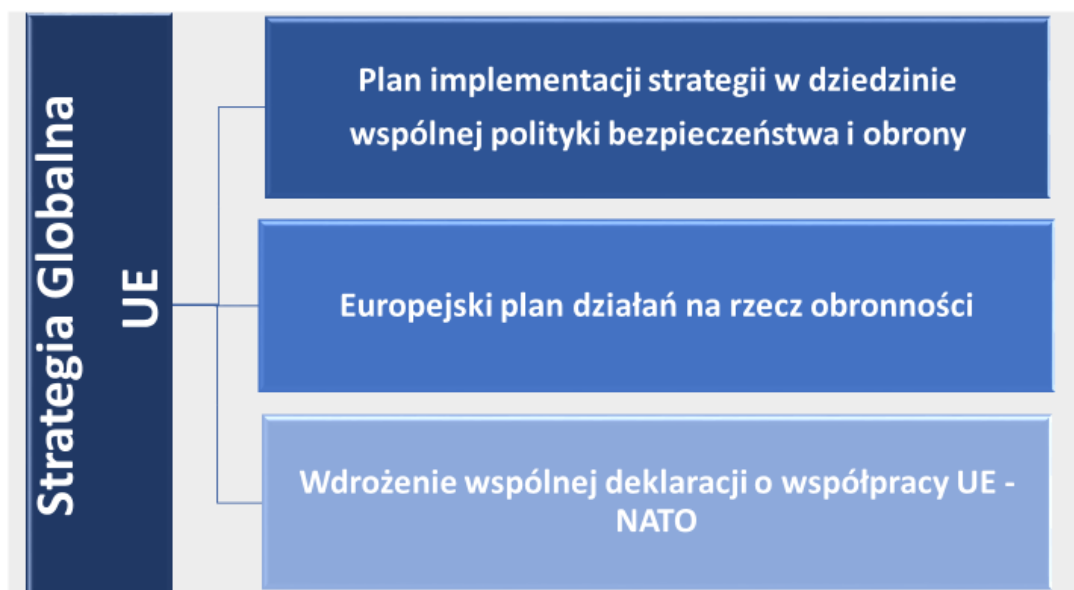 Strategia Globalna
UE
Plan implementacji strategii w dziedzinie
wspólnej polityki bezpieczeństwa i obrony
Europejski plan działań na rzecz obronności
Wdrożenie wspólnej deklaracji o współpracy UE -
NATO